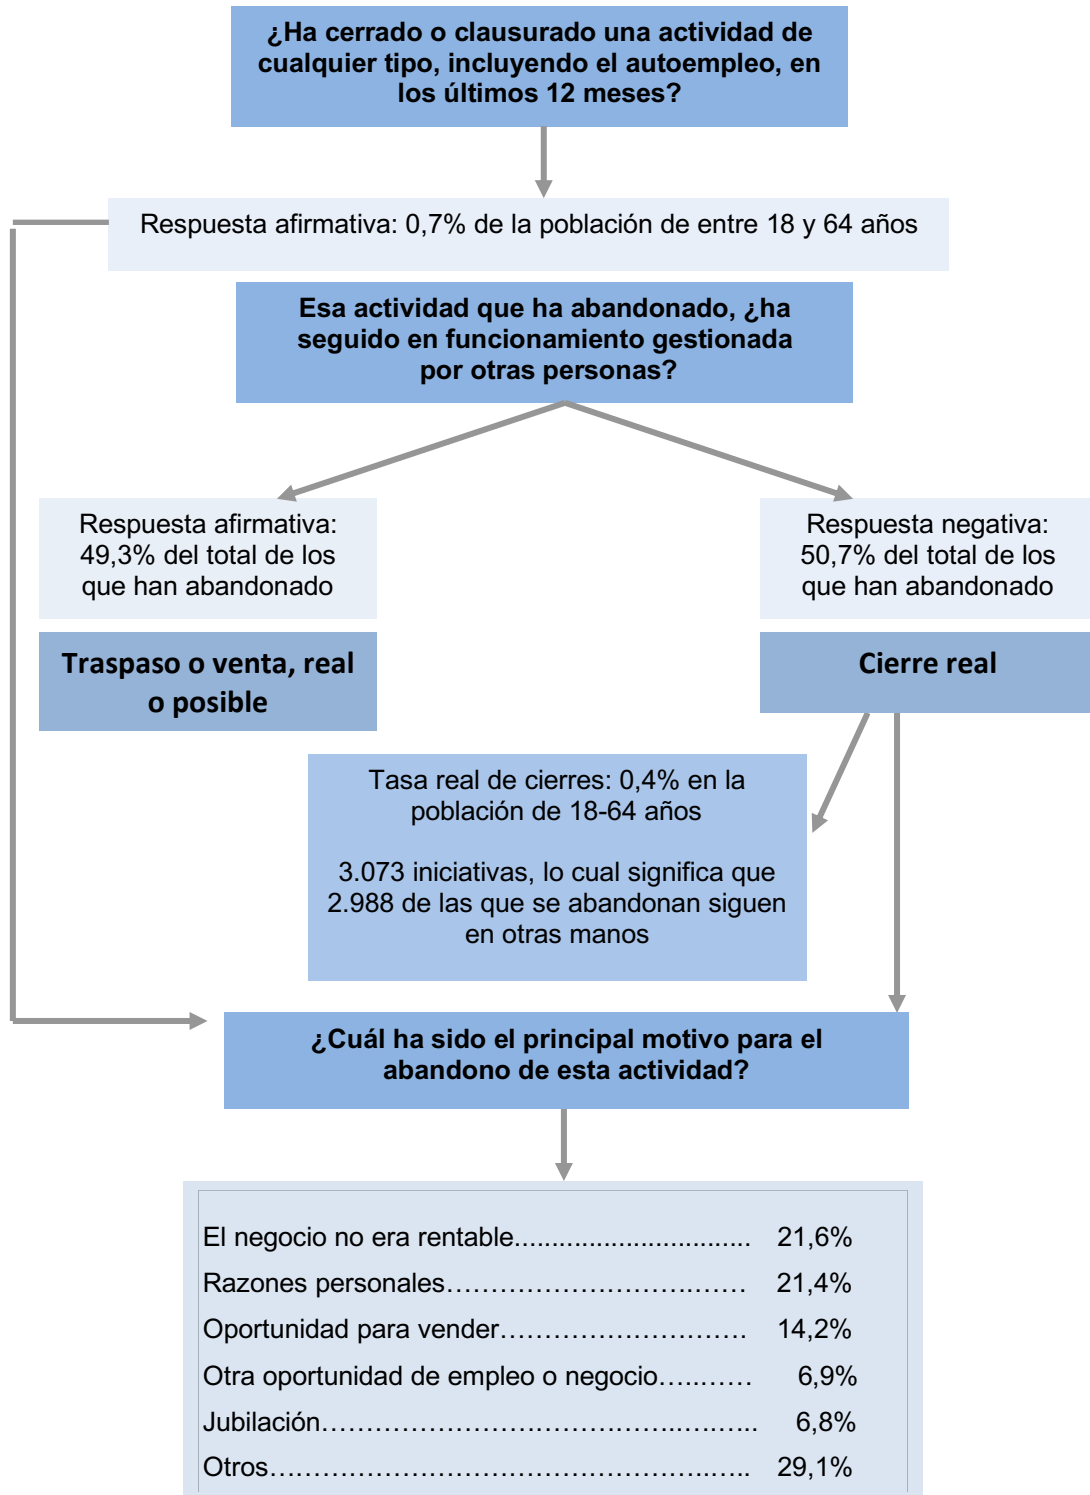 ¿Ha cerrado o clausurado una actividad de
cualquier tipo, incluyendo el autoempleo, en
los últimos 12 meses?
Respuesta afirmativa: 0,7% de la población de entre 18 y 64 años
Esa actividad que ha abandonado, ¿ha
seguido en funcionamiento gestionada
por otras personas?
Respuesta afirmativa:
49,3% del total de los
que han abandonado
Respuesta negativa:
50,7% del total de los
que han abandonado
Traspaso o venta, real
o posible
Cierre real
Tasa real de cierres: 0,4% en la
población de 18-64 años
3.073 iniciativas, lo cual significa que
2.988 de las que se abandonan siguen
en otras manos
¿Cuál ha sido el principal motivo para el
abandono de esta actividad?
El negocio no era rentable................................ 21,6%
Razones personales………………………..…… 21,4%
Oportunidad para vender………………………. 14,2%
Otra oportunidad de empleo o negocio…..…… 6,9%
Jubilación………………………………..…..….. 6,8%
Otros……………………………………..….. 29,1%